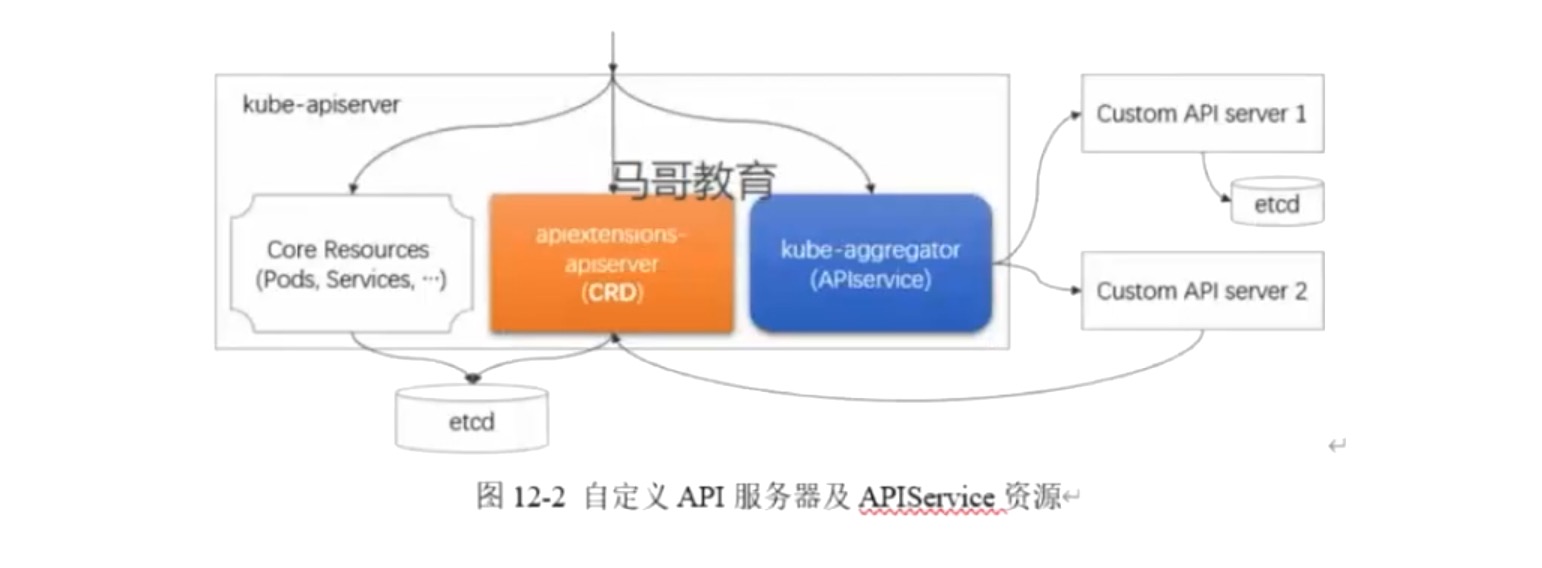 kube-apiserver
马哥教育
Core Resources
(Pods, Services, ···)
apiextensions-
apiserver
(CRD)
kube-aggregator
(APIservice)
Custom API server 1
etcd
Custom API server 2
etcd
图 12-2 自定义 API 服务器及 APIService 资源